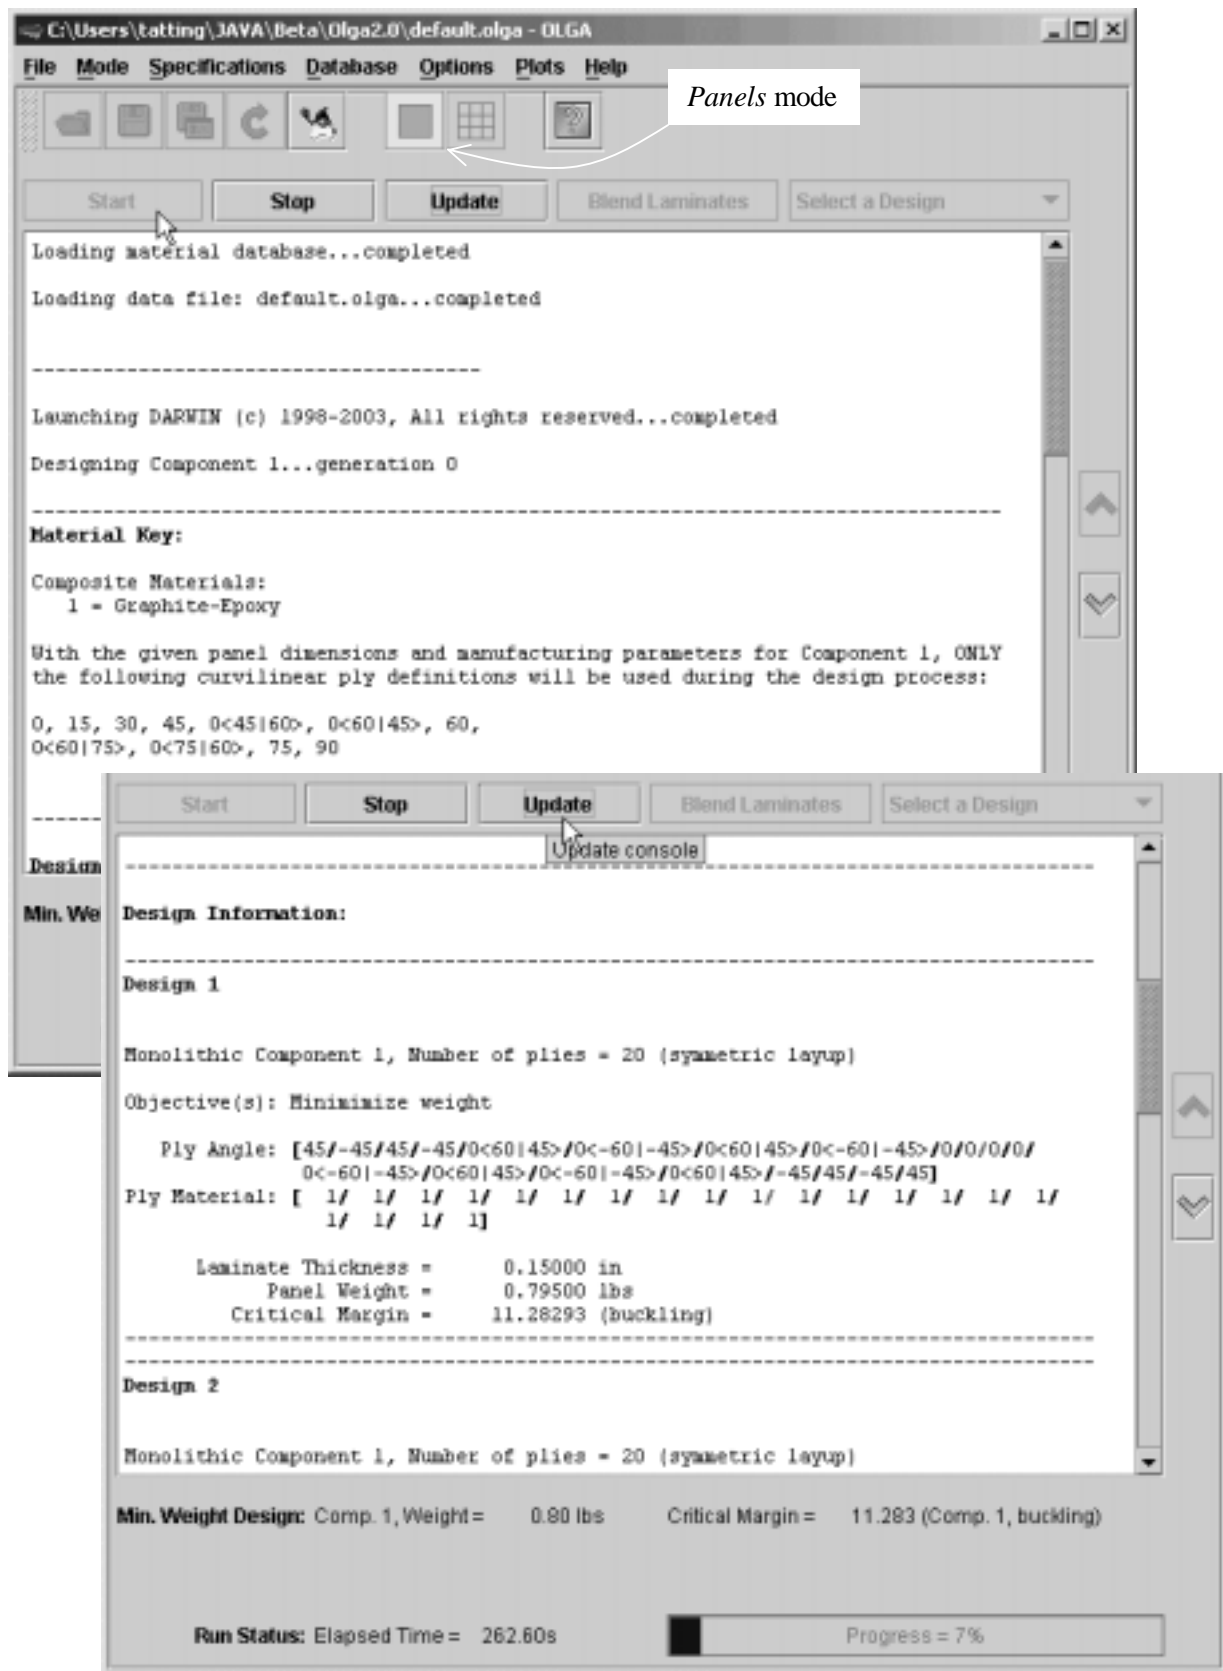 C:\Users\tatting\JAVA\Beta\Olga2.0\default.olga - OLGA
File Mode Specifications Database Options Plots Help
Panels mode
Start Stop Update Blend Laminates Select a Design
Loading material database...completed
Loading data file: default.olga...completed
--------------------------------------
Launching DARWIN (c) 1998-2003, All rights reserved...completed
Designing Component 1...generation 0
----------------------------------------------------------------------------------
Material Key:
Composite Materials:
1 = Graphite-Epoxy
With the given panel dimensions and manufacturing parameters for Component 1, ONLY
the following curvilinear ply definitions will be used during the design process:
0, 15, 30, 45, 0<45|60>, 0<60|45>, 60,
0<60|75>, 0<75|60>, 75, 90
------
Design
Min. We
Start Stop Update Blend Laminates Select a Design
Update console
----------------------------------------------------------------------------------
Design Information:
----------------------------------------------------------------------------------
Design 1
Monolithic Component 1, Number of plies = 20 (symmetric layup)
Objective(s): Minimimize weight
Ply Angle: [45/-45/45/-45/0<60|45>/0<-60|-45>/0<60|45>/0<-60|-45>/0/0/0/0/
0<-60|-45>/0<60|45>/0<-60|-45>/0<60|45>/-45/45/-45/45]
Ply Material: [ 1/ 1/ 1/ 1/ 1/ 1/ 1/ 1/ 1/ 1/ 1/ 1/ 1/ 1/ 1/ 1/
1/ 1/ 1/ 1]
Laminate Thickness = 0.15000 in
Panel Weight = 0.79500 lbs
Critical Margin = 11.28293 (buckling)
----------------------------------------------------------------------------------
----------------------------------------------------------------------------------
Design 2
Monolithic Component 1, Number of plies = 20 (symmetric layup)
Min. Weight Design: Comp. 1, Weight = 0.80 lbs Critical Margin = 11.283 (Comp. 1, buckling)
Run Status: Elapsed Time = 262.60s Progress = 7%